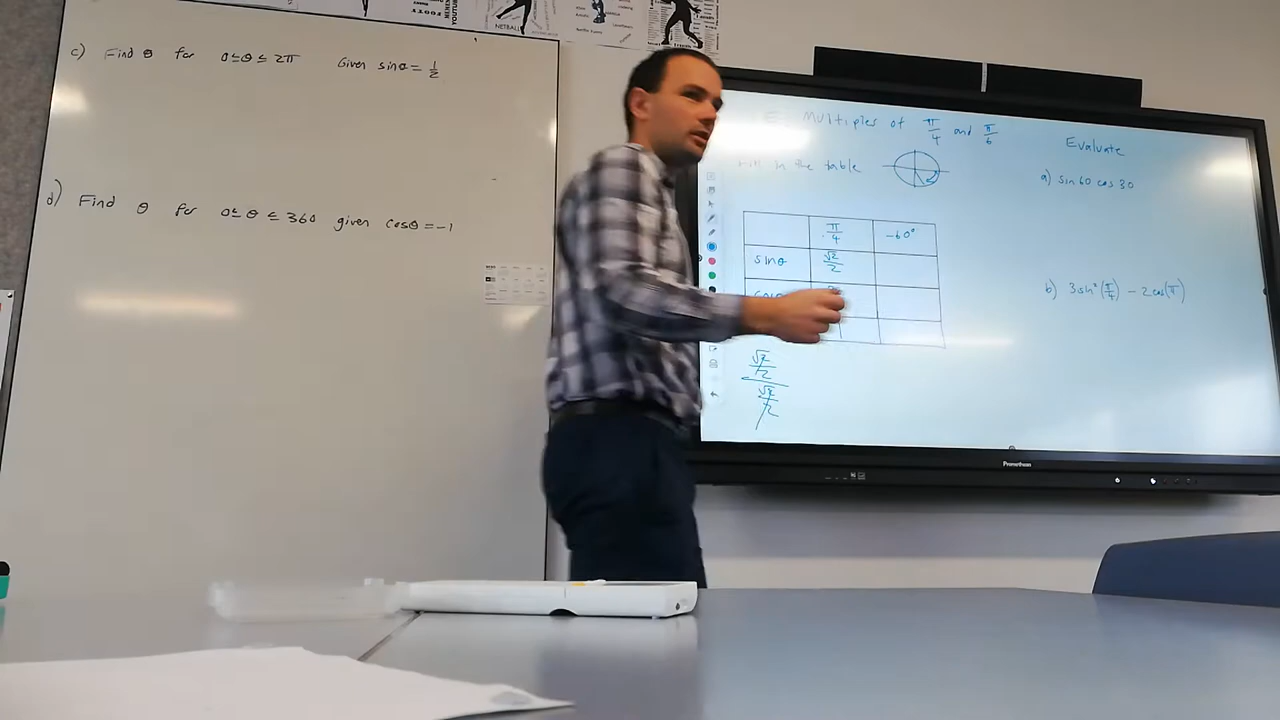 c) Find θ for 0≤θ≤2π Given sinθ = 1/2
d) Find θ for 0≤ θ ≤ 360 given cosθ = -1
NETBALL
Multiples of π/4 and π/6
the table
Evaluate
a) sin 60 cos 30
π/4 -60°
sinθ √2/2
b) 3sin²(π/4) - 2cos(π)
√2/2
√2/2
Promethean